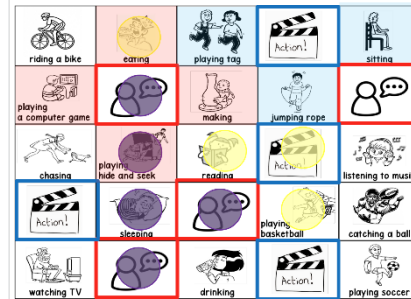 riding a bike
eating
playing tag
Action!
sitting
playing
a computer game
making
jumping rope
chasing
playing
hide and seek
reading
Action!
listening to music
Action!
sleeping
playing
basketball
catching a ball
watching TV
drinking
Action!
playing soccer